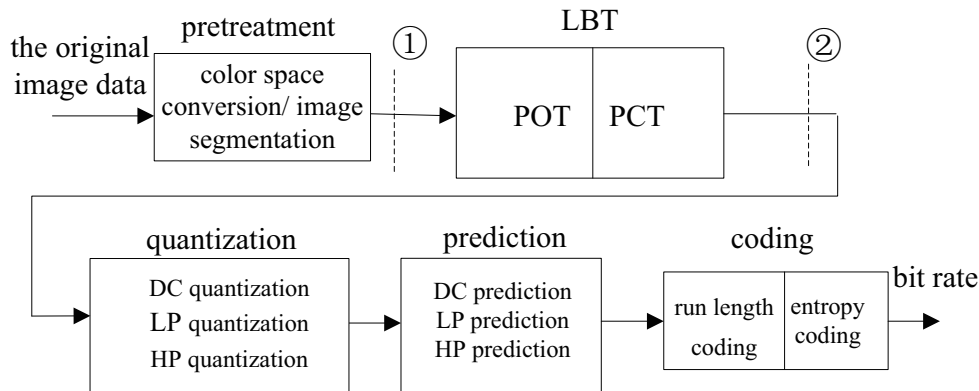 the original
image data
pretreatment
color space
conversion/ image
segmentation
①
LBT
POT
PCT
②
quantization
DC quantization
LP quantization
HP quantization
prediction
DC prediction
LP prediction
HP prediction
coding
run length
coding
entropy
coding
bit rate